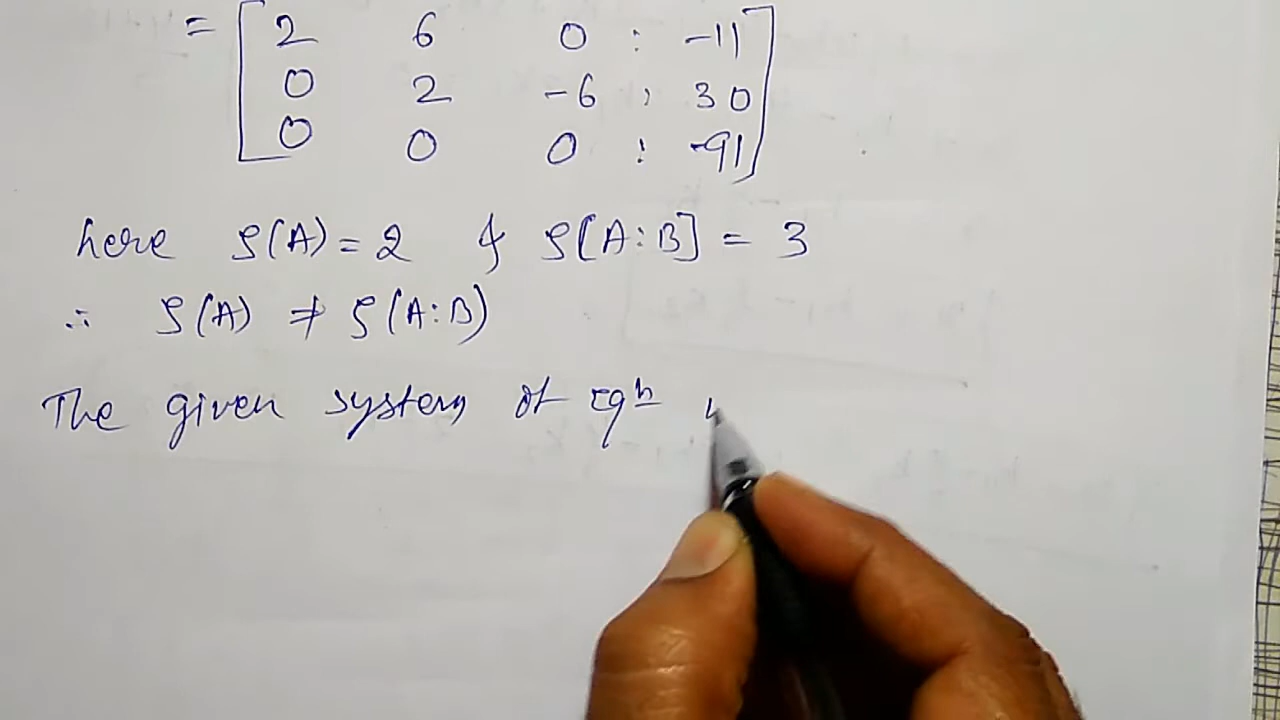 = [ 2 6 0 : -11 ]
0 2 -6 : 30
0 0 0 : -91
here ρ(A) = 2 & ρ[A:B] = 3
∴ ρ(A) ≠ ρ(A:B)
The given system of eqn